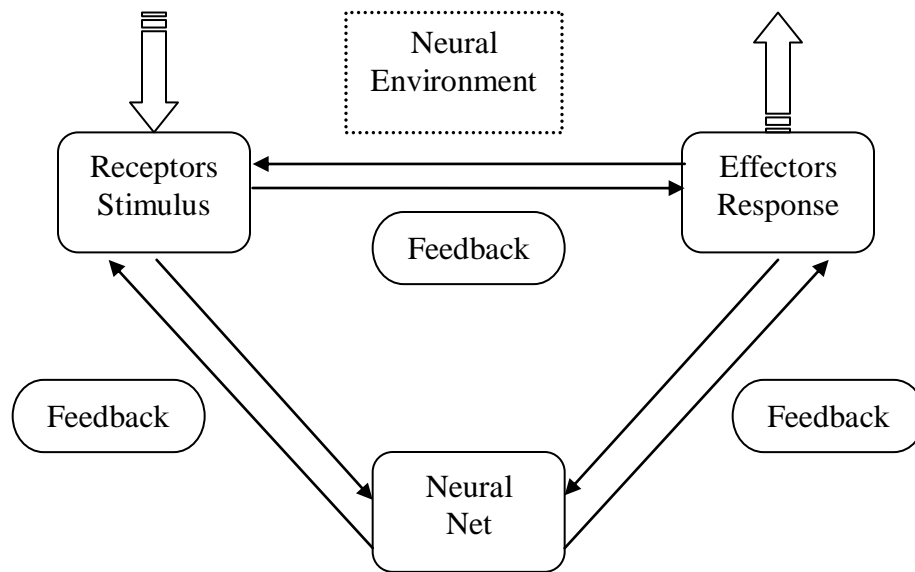 Neural
Environment
Receptors
Stimulus
Effectors
Response
Feedback
Feedback
Feedback
Neural
Net